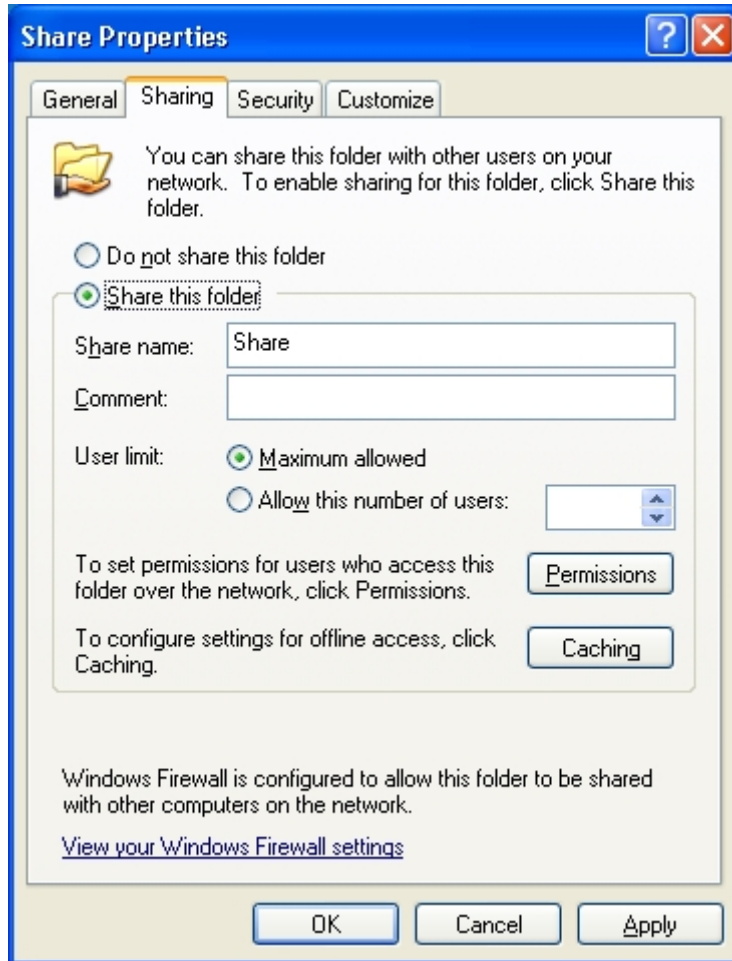 Share Properties
General Sharing Security Customize
You can share this folder with other users on your
network. To enable sharing for this folder, click Share this
folder.
Do not share this folder
Share this folder
Share name: Share
Comment:
User limit: Maximum allowed
Allow this number of users:
To set permissions for users who access this
folder over the network, click Permissions.
Permissions
To configure settings for offline access, click
Caching.
Caching
Windows Firewall is configured to allow this folder to be shared
with other computers on the network.
View your Windows Firewall settings
OK Cancel Apply